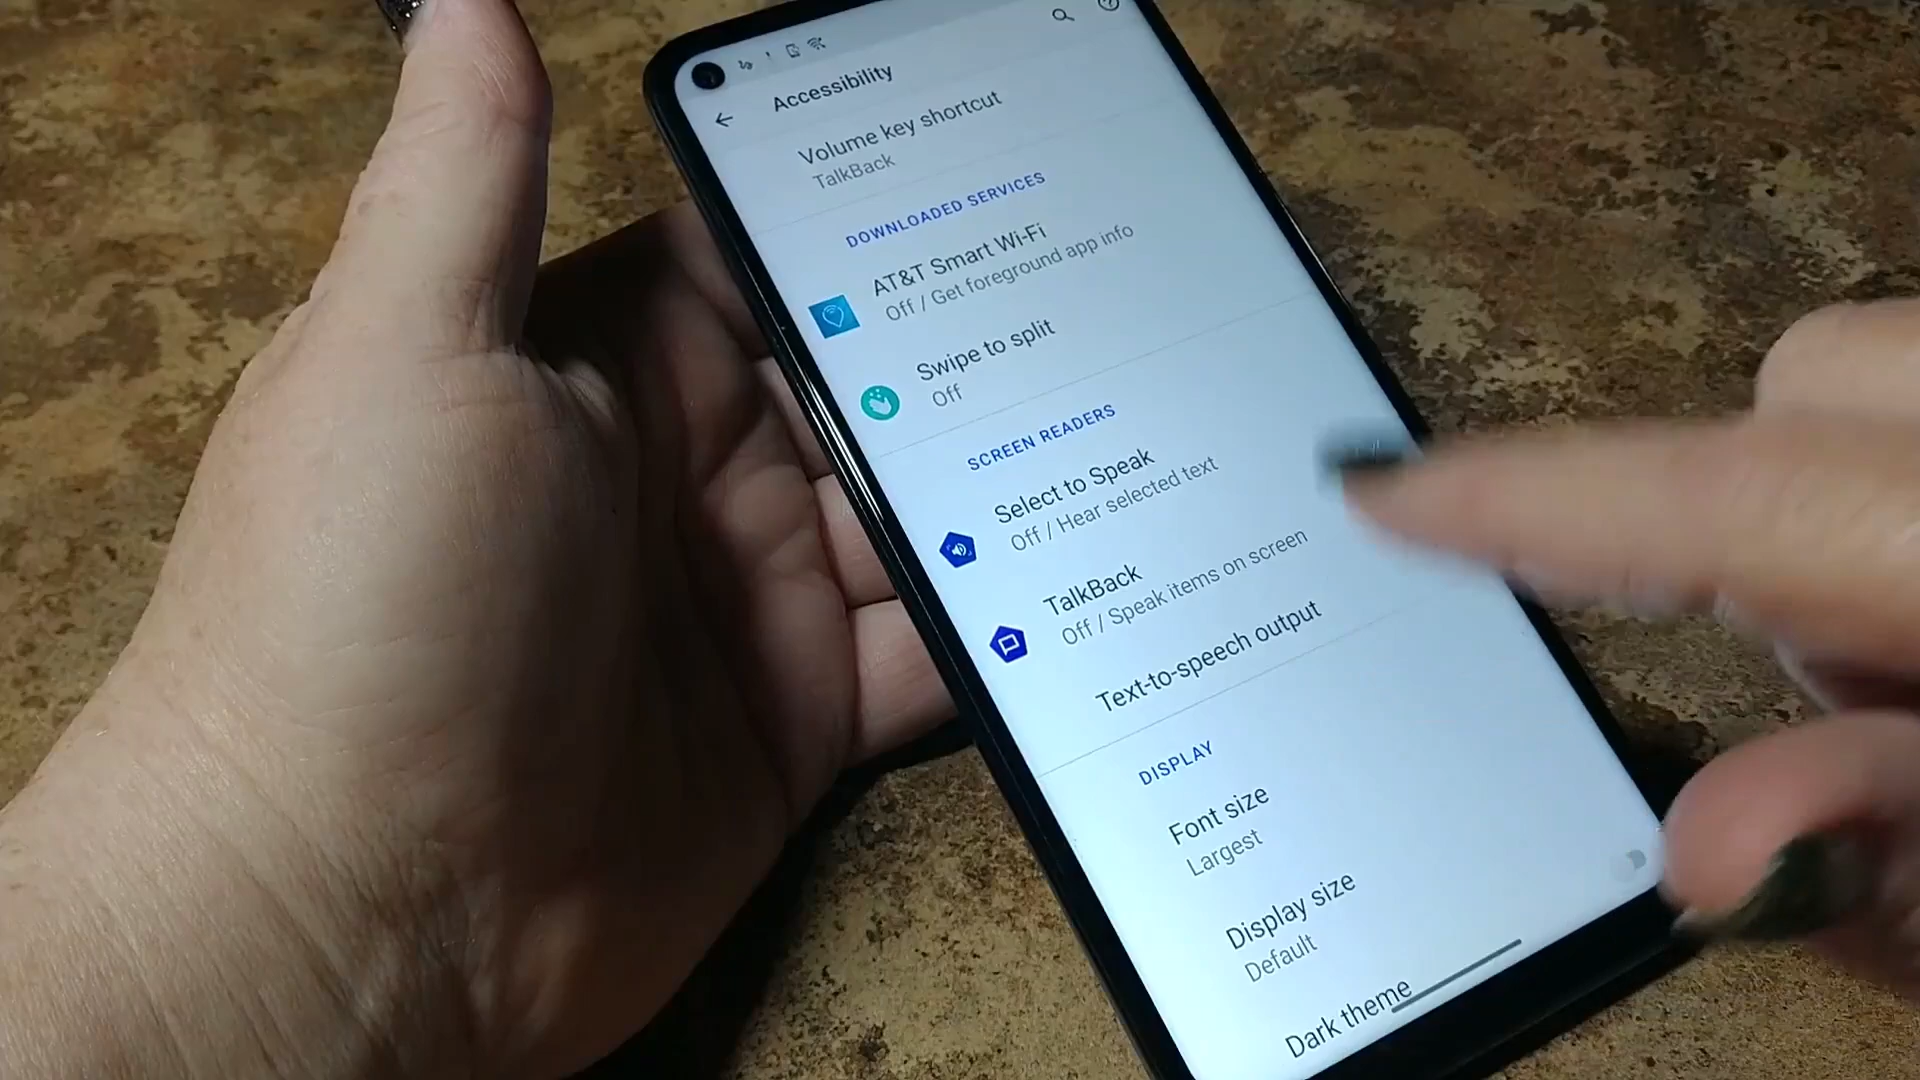 Accessibility
Volume key shortcut
TalkBack
DOWNLOADED SERVICES
AT&T Smart Wi-Fi
Off / Get foreground app info
Swipe to split
Off
SCREEN READERS
Select to Speak
Off / Hear selected text
TalkBack
Off / Speak items on screen
Text-to-speech output
DISPLAY
Font size
Largest
Display size
Default
Dark theme